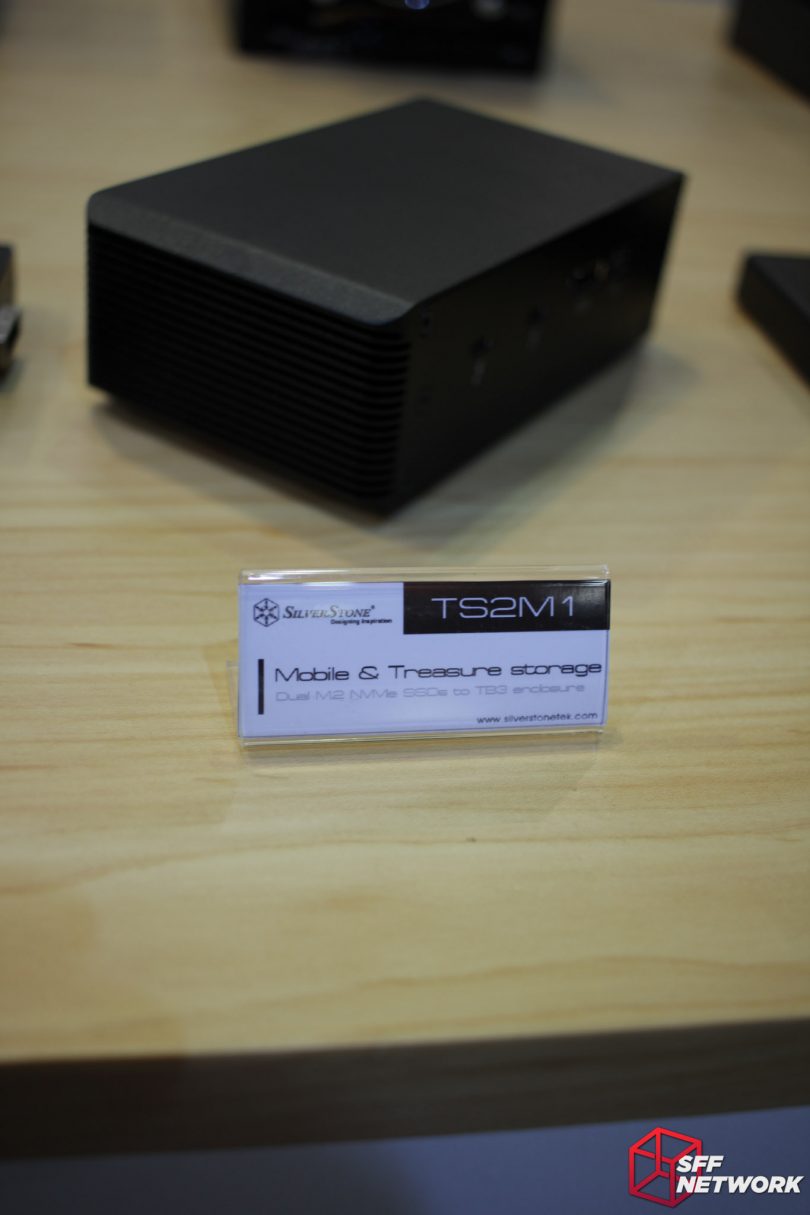 SILVERSTONE®
Designing Inspiration
TS2M1
Mobile & Treasure storage
Dual M.2 NVMe SSDs to TB3 enclosure
www.silverstonetek.com
SFF
NETWORK